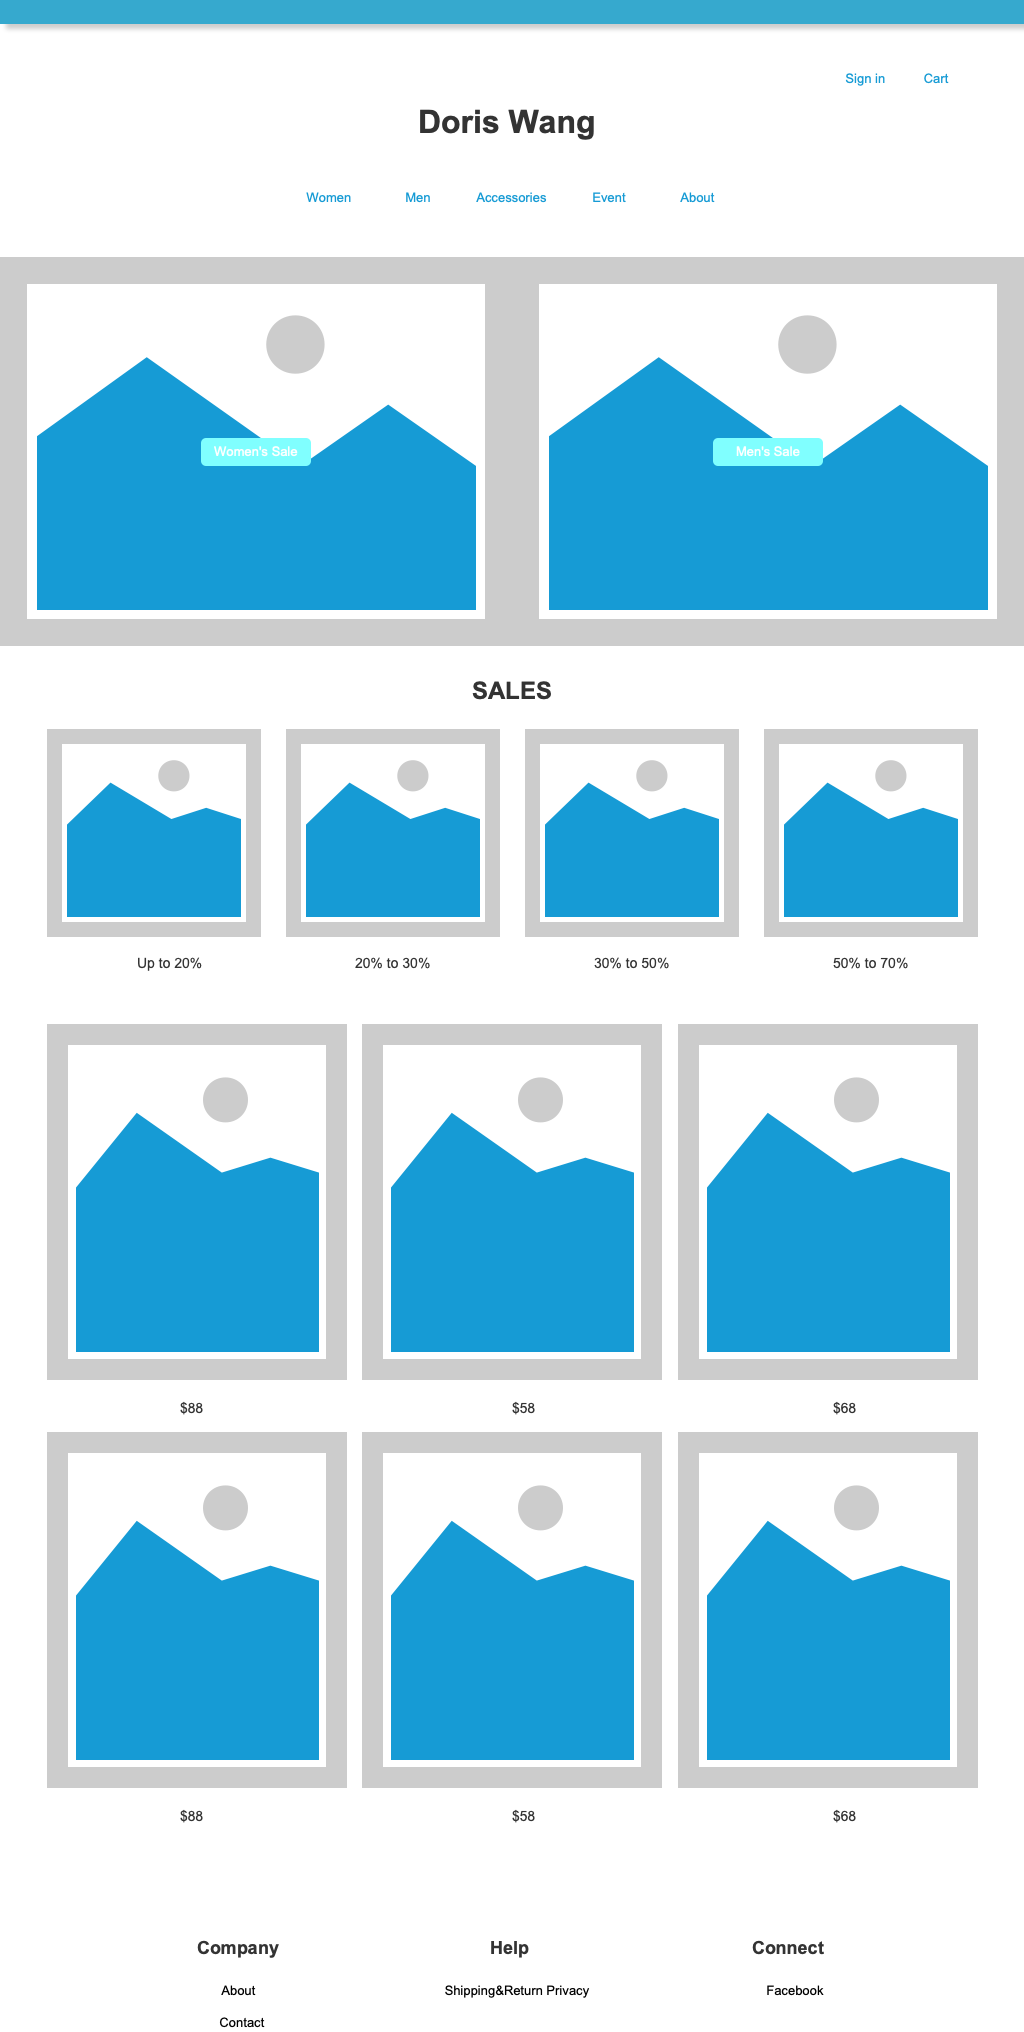 Sign in Cart
Doris Wang
Women Men Accessories Event About
Women's Sale Men's Sale
SALES
Up to 20% 20% to 30% 30% to 50% 50% to 70%
$88 $58 $68
$88 $58 $68
Company Help Connect
About Shipping&Return Privacy Facebook
Contact